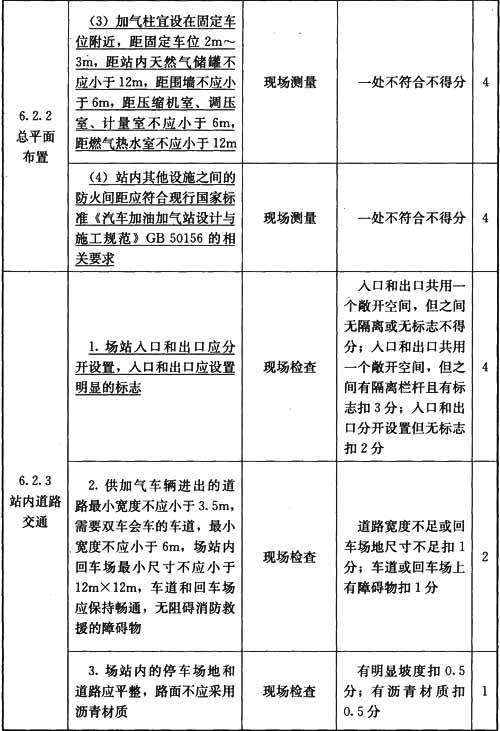 6.2.2
总平面
布置
（3）加气柱宜设在固定车
位附近，距固定车位 2m～
3m，距站内天然气储罐不
应小于12m，距围墙不应小
于6m，距压缩机室、调压
室、计量室不应小于 6m，
距燃气热水室不应小于12m
现场测量
一处不符合不得分
4
（4）站内其他设施之间的
防火间距应符合现行国家标
准《汽车加油加气站设计与
施工规范》GB 50156 的相
关要求
现场测量
一处不符合不得分
4
6.2.3
站内道路
交通
1. 场站入口和出口应分
开设置，入口和出口应设置
明显的标志
现场检查
入口和出口共用一
个敞开空间，但之间
无隔离或无标志不得
分；入口和出口共用
一个敞开空间，但之
间有隔离栏杆且有标
志扣 3 分；入口和出
口分开设置但无标志
扣 2 分
4
2. 供加气车辆进出的道
路最小宽度不应小于 3.5m，
需要双车会车的车道，最小
宽度不应小于 6m，场站内
回车场最小尺寸不应小于
12m×12m，车道和回车场
应保持畅通，无阻碍消防救
援的障碍物
现场检查
道路宽度不足或回
车场地尺寸不足扣 1
分；车道或回车场上
有障碍物扣 1 分
2
3. 场站内的停车场地和
道路应平整，路面不应采用
沥青材质
现场检查
有明显坡度扣 0.5
分；有沥青材质扣
0.5 分
1